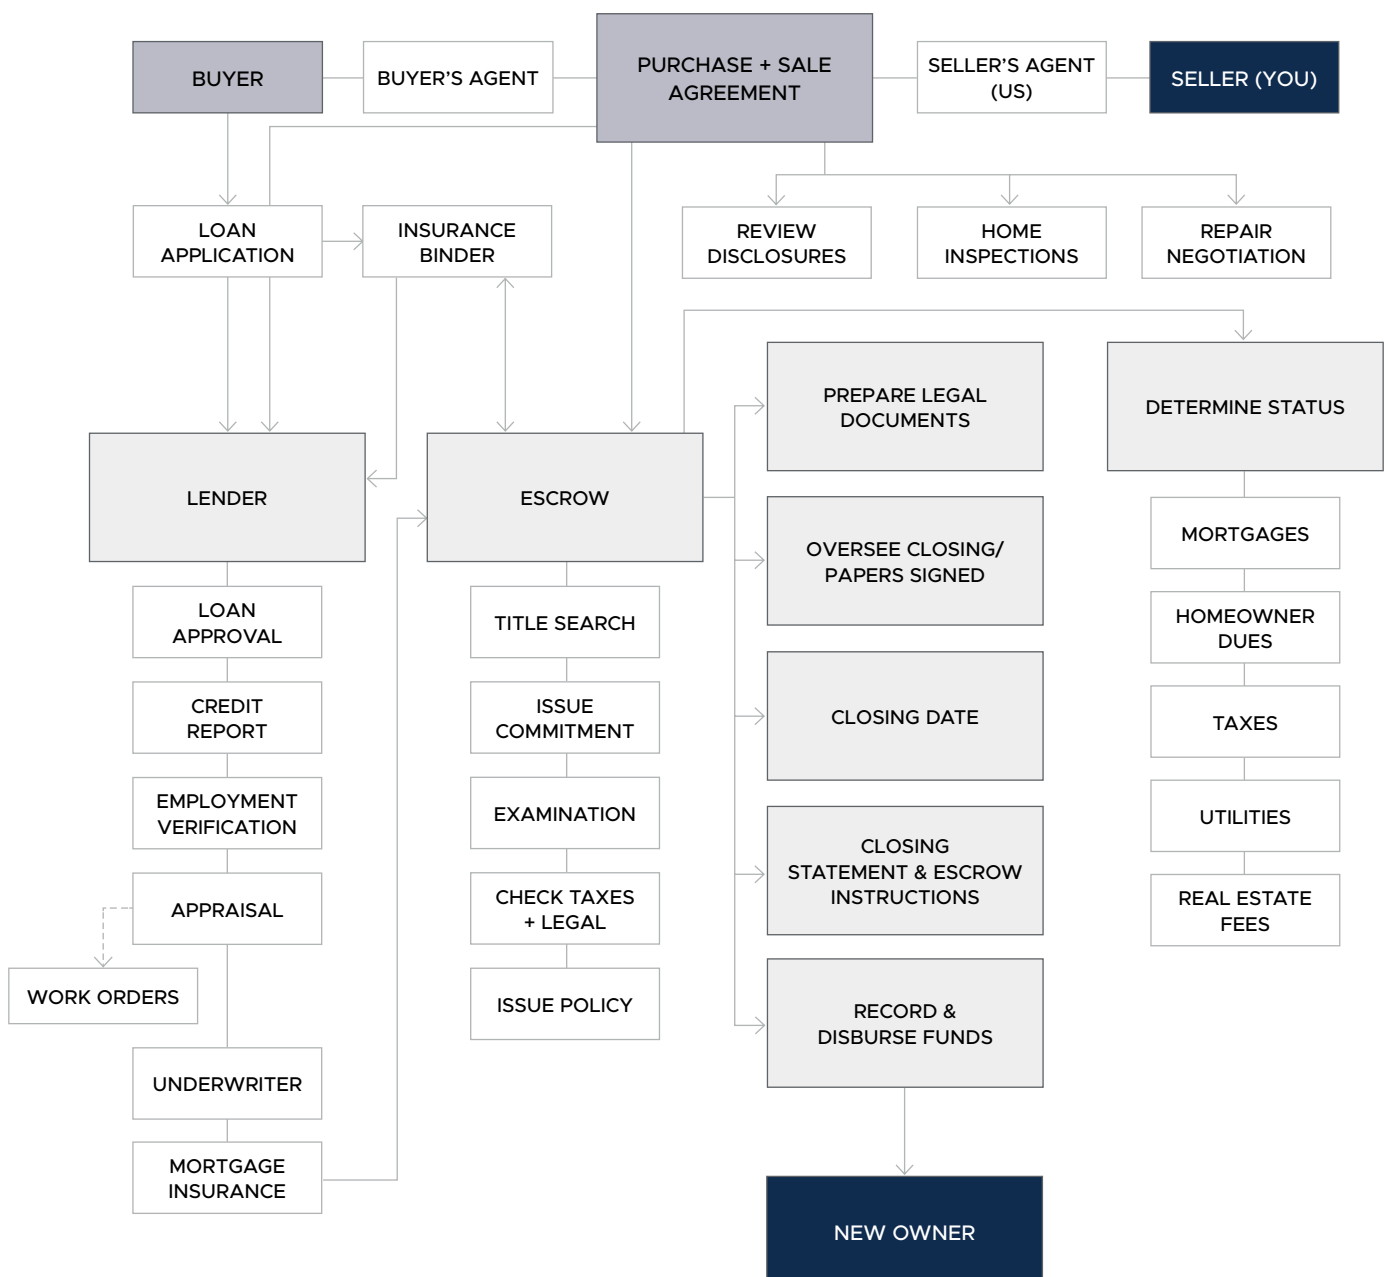 BUYER
BUYER'S AGENT
PURCHASE + SALE
AGREEMENT
SELLER'S AGENT
(US)
SELLER (YOU)
LOAN
APPLICATION
INSURANCE
BINDER
REVIEW
DISCLOSURES
HOME
INSPECTIONS
REPAIR
NEGOTIATION
LENDER
LOAN
APPROVAL
CREDIT
REPORT
EMPLOYMENT
VERIFICATION
APPRAISAL
WORK ORDERS
UNDERWRITER
MORTGAGE
INSURANCE
ESCROW
TITLE SEARCH
ISSUE
COMMITMENT
EXAMINATION
CHECK TAXES
+ LEGAL
ISSUE POLICY
PREPARE LEGAL
DOCUMENTS
OVERSEE CLOSING/
PAPERS SIGNED
CLOSING DATE
CLOSING
STATEMENT & ESCROW
INSTRUCTIONS
RECORD &
DISBURSE FUNDS
NEW OWNER
DETERMINE STATUS
MORTGAGES
HOMEOWNER
DUES
TAXES
UTILITIES
REAL ESTATE
FEES